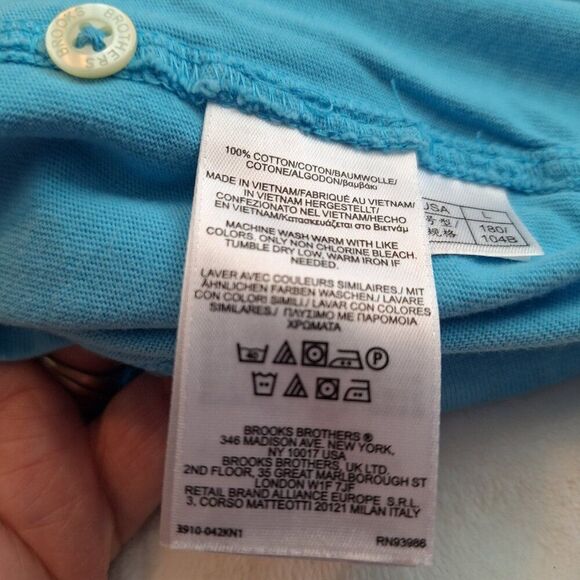 BROOKS BROTHERS
100% COTTON/COTON/BAUMWOLLE/
COTONE/ALGODON/βαμβάκι
MADE IN VIETNAM/FABRIQUÉ AU VIETNAM/
IN VIETNAM HERGESTELLT/
CONFEZIONATO NEL VIETNAM/HECHO
EN VIETNAM/Κατασκευάζεται στο Βιετνάμ
MACHINE WASH WARM WITH LIKE
COLORS. ONLY NON CHLORINE BLEACH.
TUMBLE DRY LOW. WARM IRON IF
NEEDED.
LAVER AVEC COULEURS SIMILAIRES./ MIT
ÄHNLICHEN FARBEN WASCHEN./ LAVARE
CON COLORI SIMILI./ LAVAR CON COLORES
SIMILARES./ ΠΛΥΣΙΜΟ ΜΕ ΠΑΡΟΜΟΙΑ
ΧΡΩΜΑΤΑ
40 P
BROOKS BROTHERS ®
346 MADISON AVE. NEW YORK,
NY 10017 USA
BROOKS BROTHERS, UK LTD.
2ND FLOOR, 35 GREAT MARLBOROUGH ST
LONDON W1F 7JF
RETAIL BRAND ALLIANCE EUROPE S.R.L.
3, CORSO MATTEOTTI 20121 MILAN ITALY
3910-042KN1 RN93988
USA L
号型 180/
规格 104B